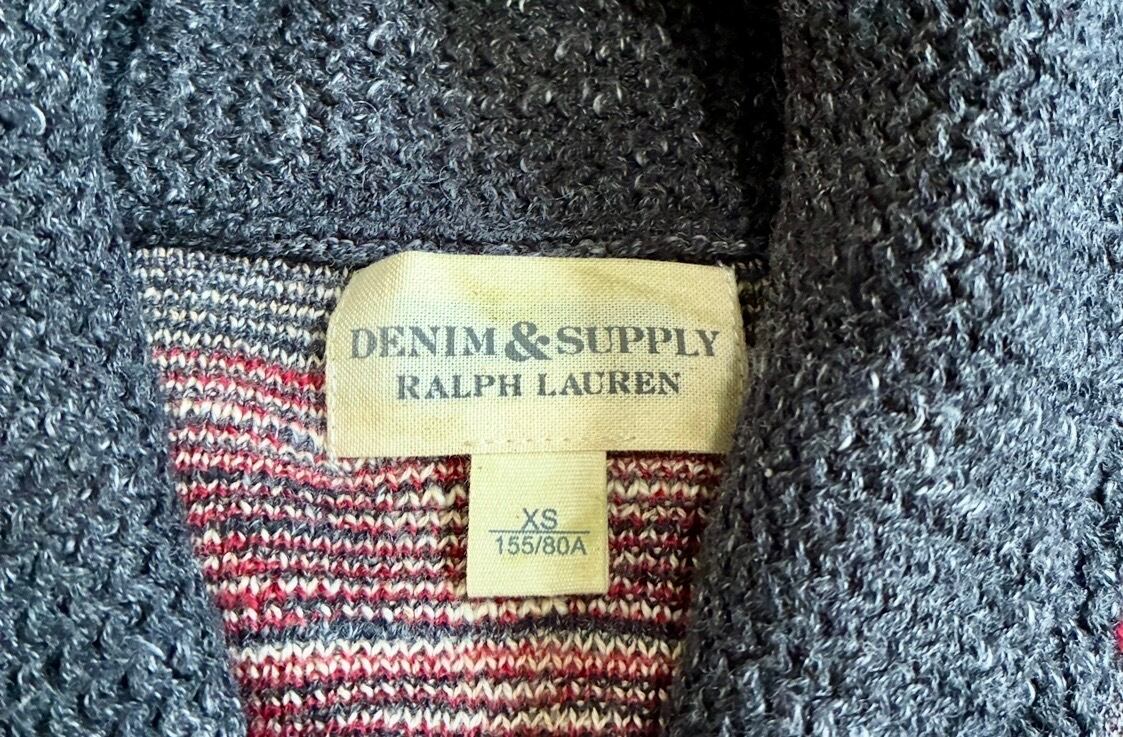 DENIM & SUPPLY
RALPH LAUREN
XS
155/80A